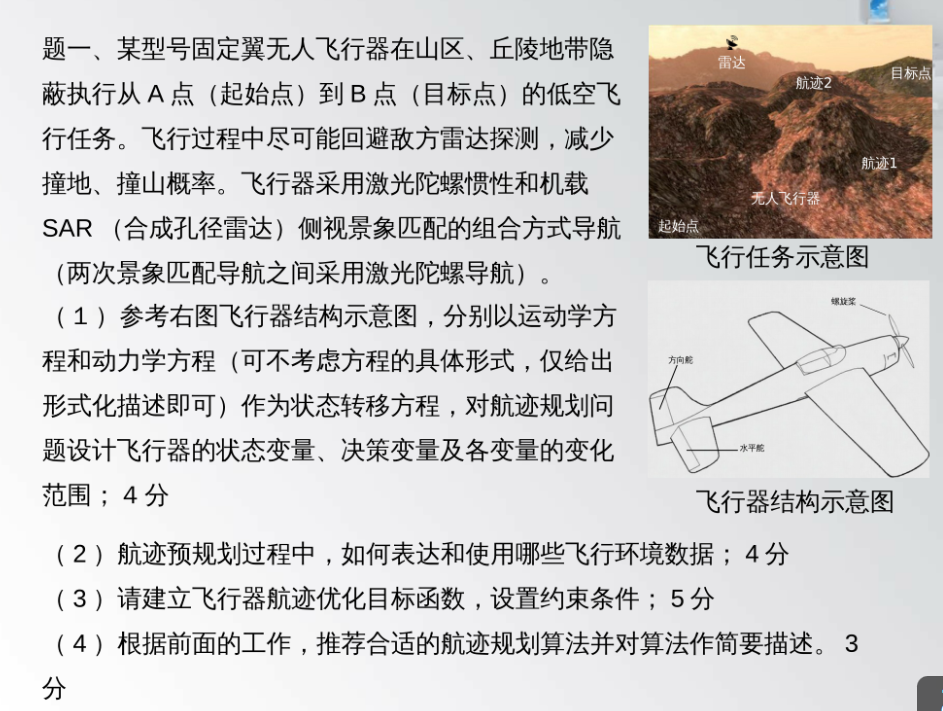 题一、某型号固定翼无人飞行器在山区、丘陵地带隐
蔽执行从 A 点（起始点）到 B 点（目标点）的低空飞
行任务。飞行过程中尽可能回避敌方雷达探测，减少
撞地、撞山概率。飞行器采用激光陀螺惯性和机载
SAR （合成孔径雷达）侧视景象匹配的组合方式导航
（两次景象匹配导航之间采用激光陀螺导航）。
（ 1 ）参考右图飞行器结构示意图，分别以运动学方
程和动力学方程（可不考虑方程的具体形式，仅给出
形式化描述即可）作为状态转移方程，对航迹规划问
题设计飞行器的状态变量、决策变量及各变量的变化
范围； 4 分
雷达
航迹2
目标点
航迹1
无人飞行器
起始点
飞行任务示意图
螺旋桨
方向舵
水平舵
飞行器结构示意图
（ 2 ）航迹预规划过程中，如何表达和使用哪些飞行环境数据； 4 分
（ 3 ）请建立飞行器航迹优化目标函数，设置约束条件； 5 分
（ 4 ）根据前面的工作，推荐合适的航迹规划算法并对算法作简要描述。 3
分